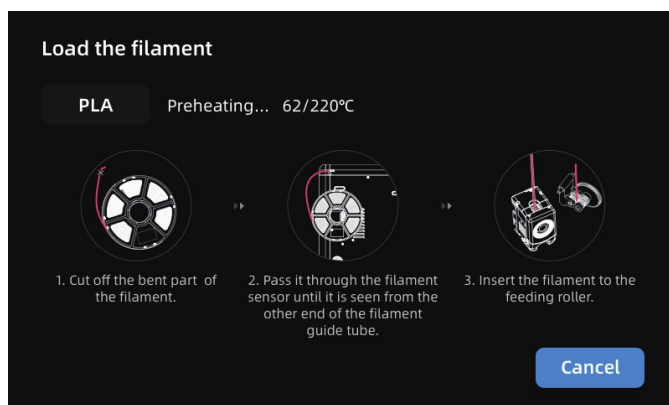 Load the filament
PLA Preheating... 62/220℃
1. Cut off the bent part of
the filament.
2. Pass it through the filament
sensor until it is seen from the
other end of the filament
guide tube.
3. Insert the filament to the
feeding roller.
Cancel